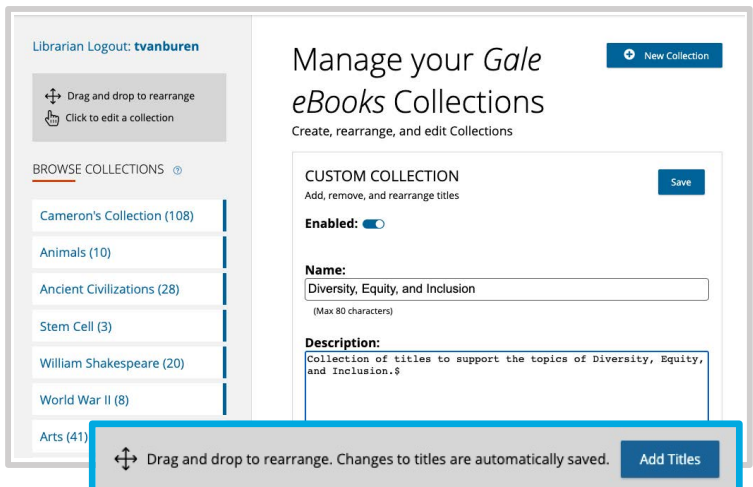 Librarian Logout: tvanburen
Drag and drop to rearrange
Click to edit a collection
BROWSE COLLECTIONS
Cameron's Collection (108)
Animals (10)
Ancient Civilizations (28)
Stem Cell (3)
William Shakespeare (20)
World War II (8)
Arts (41)
Manage your Gale
eBooks Collections
New Collection
Create, rearrange, and edit Collections
CUSTOM COLLECTION
Save
Add, remove, and rearrange titles
Enabled:
Name:
Diversity, Equity, and Inclusion
(Max 80 characters)
Description:
Collection of titles to support the topics of Diversity, Equity,
and Inclusion.$
Drag and drop to rearrange. Changes to titles are automatically saved.
Add Titles